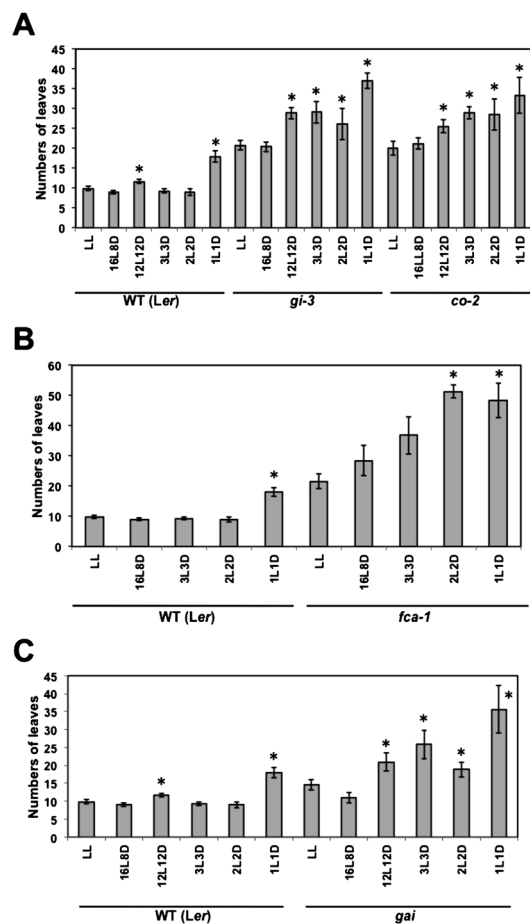 A
Numbers of leaves
45
40
35
30
25
20
15
10
5
0
* * * * * * * * * *
LL 16L8D 12L12D 3L3D 2L2D 1L1D LL 16L8D 12L12D 3L3D 2L2D 1L1D LL 16LL8D 12L12D 3L3D 2L2D 1L1D
WT (Ler) gi-3 co-2
B
Numbers of leaves
60
50
40
30
20
10
0
* * *
LL 16L8D 3L3D 2L2D 1L1D LL 16L8D 3L3D 2L2D 1L1D
WT (Ler) fca-1
C
Numbers of leaves
45
40
35
30
25
20
15
10
5
0
* * * * * *
LL 16L8D 12L12D 3L3D 2L2D 1L1D LL 16L8D 12L12D 3L3D 2L2D 1L1D
WT (Ler) gai